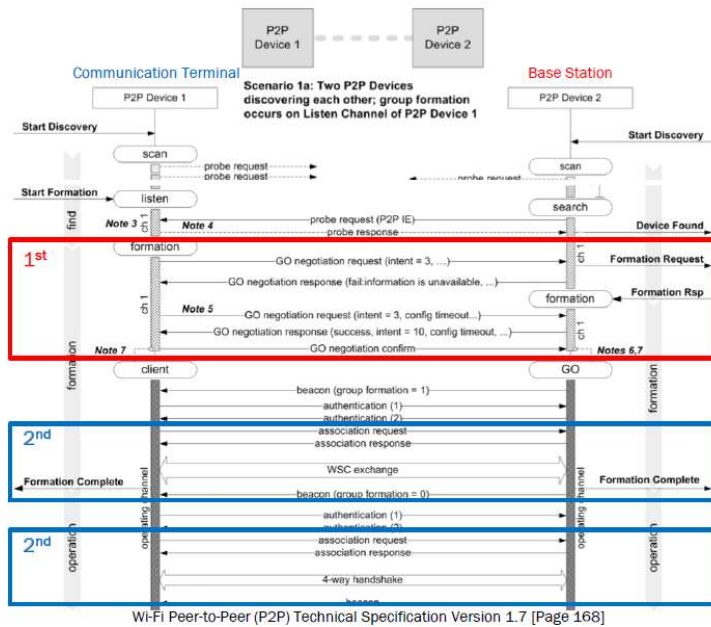 P2P
Device 1
P2P
Device 2
Communication Terminal
Base Station
Scenario 1a: Two P2P Devices
discovering each other; group formation
occurs on Listen Channel of P2P Device 1
P2P Device 1
P2P Device 2
Start Discovery
Start Discovery
scan
scan
probe request
probe request
probe request
Start Formation
listen
search
find
Note 3
ch 1
Note 4
probe request (P2P IE)
probe response
Device Found
1st
formation
GO negotiation request (intent = 3, ...)
Formation Request
GO negotiation response (fail:information is unavailable, ...)
ch 1
formation
Formation Rsp
Note 5
GO negotiation request (intent = 3, config timeout...)
GO negotiation response (success, intent = 10, config timeout, ...)
ch 1
Note 7
GO negotiation confirm
Notes 6,7
formation
client
GO
formation
beacon (group formation = 1)
authentication (1)
authentication (2)
2nd
association request
association response
WSC exchange
Formation Complete
Formation Complete
operating channel
operating channel
beacon (group formation = 0)
authentication (1)
2nd
operation
operation
association request
association response
4-way handshake
Wi-Fi Peer-to-Peer (P2P) Technical Specification Version 1.7 [Page 168]